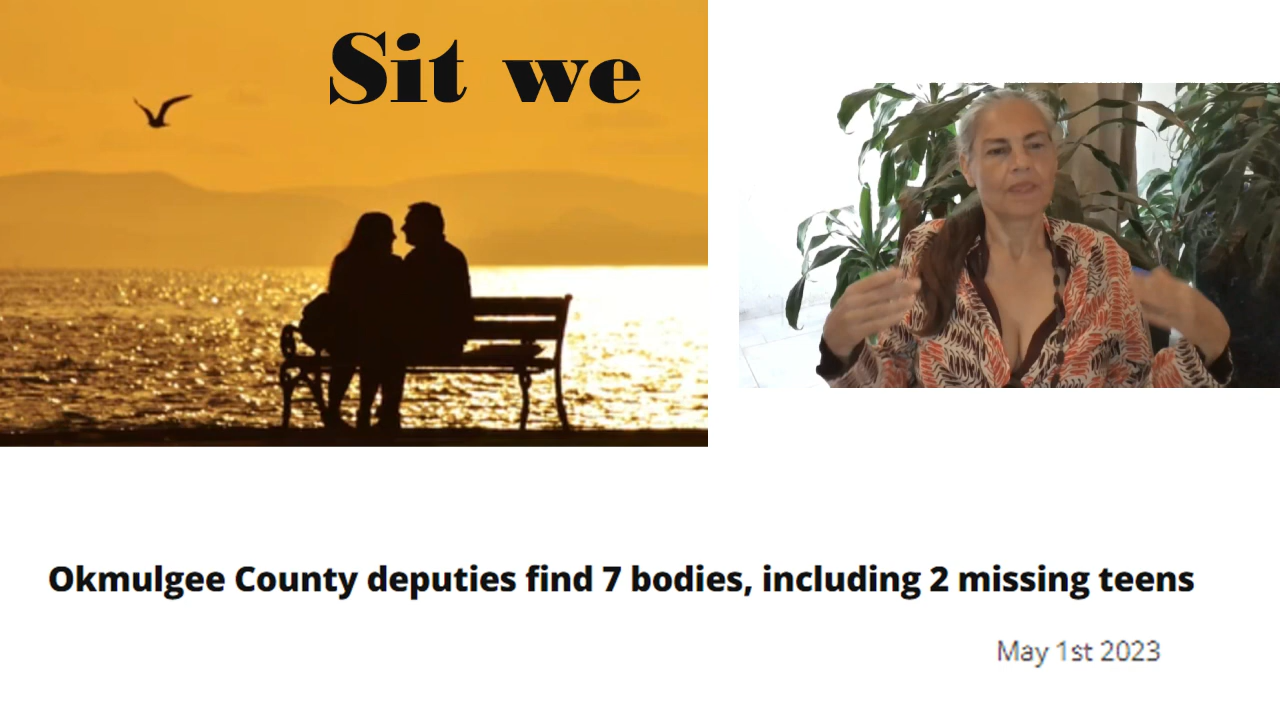 Sit we
Okmulgee County deputies find 7 bodies, including 2 missing teens
May 1st 2023